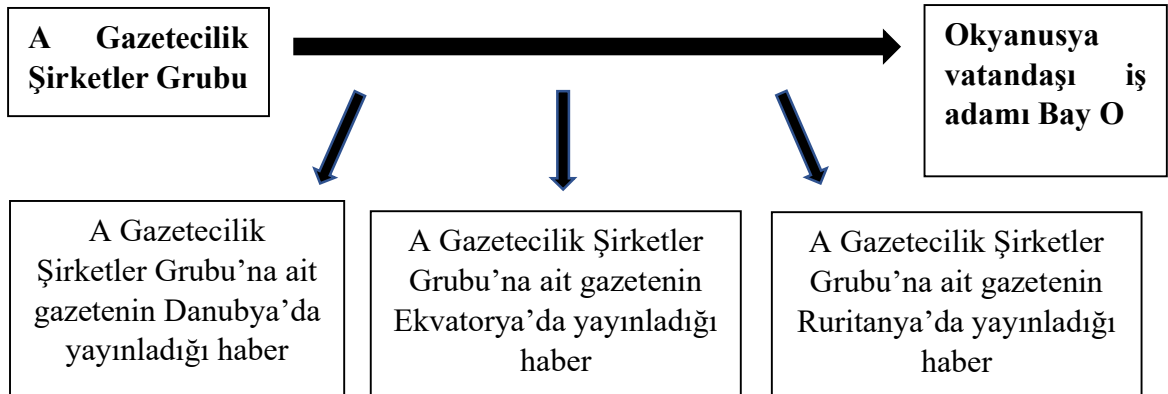 A Gazetecilik
Şirketler Grubu
Okyanusya
vatandaşı iş
adamı Bay O
A Gazetecilik
Şirketler Grubu’na ait
gazetenin Danubya’da
yayınladığı haber
A Gazetecilik Şirketler
Grubu’na ait gazetenin
Ekvatorya’da yayınladığı
haber
A Gazetecilik Şirketler
Grubu’na ait gazetenin
Ruritanya’da yayınladığı
haber